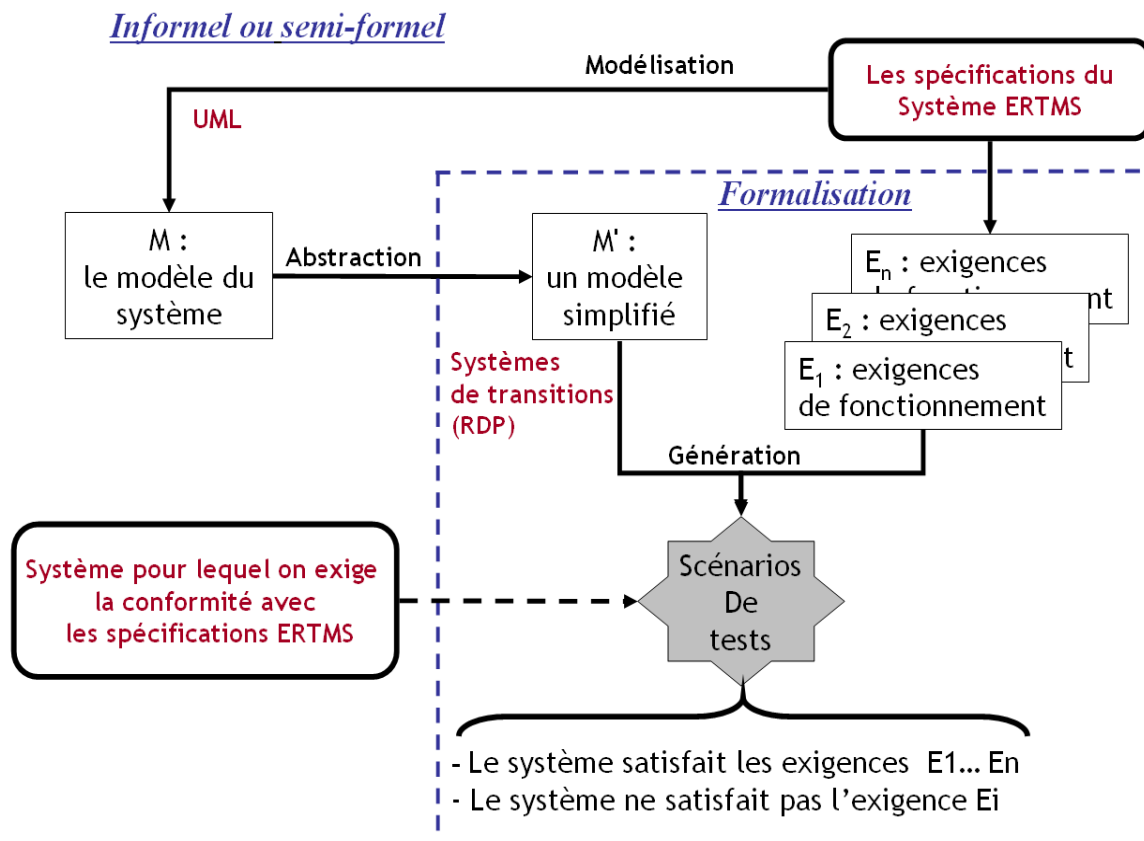 Informel ou semi-formel
Modélisation
Les spécifications du
Système ERTMS
UML
Formalisation
M :
le modèle du
système
Abstraction
M' :
un modèle
simplifié
En : exigences
E2 : exigences
E1 : exigences
de fonctionnement
Systèmes
de transitions
(RDP)
Génération
Système pour lequel on exige
la conformité avec
les spécifications ERTMS
Scénarios
De
tests
- Le système satisfait les exigences E1... En
- Le système ne satisfait pas l'exigence Ei